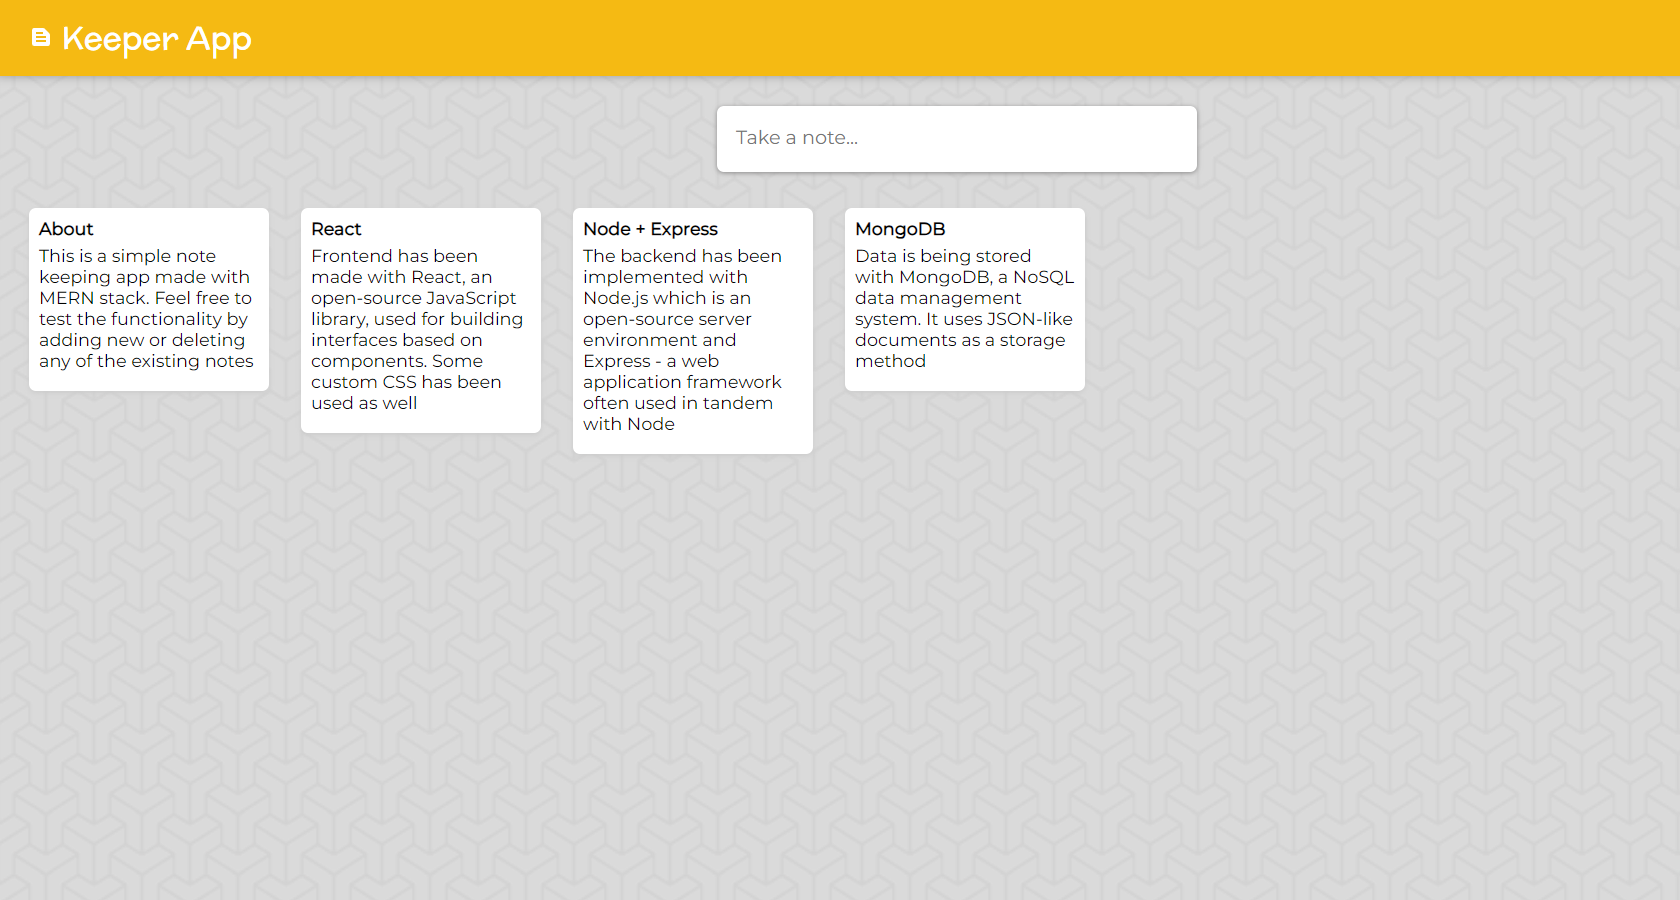 Keeper App
Take a note...
About
This is a simple note
keeping app made with
MERN stack. Feel free to
test the functionality by
adding new or deleting
any of the existing notes
React
Frontend has been
made with React, an
open-source JavaScript
library, used for building
interfaces based on
components. Some
custom CSS has been
used as well
Node + Express
The backend has been
implemented with
Node.js which is an
open-source server
environment and
Express - a web
application framework
often used in tandem
with Node
MongoDB
Data is being stored
with MongoDB, a NoSQL
data management
system. It uses JSON-like
documents as a storage
method